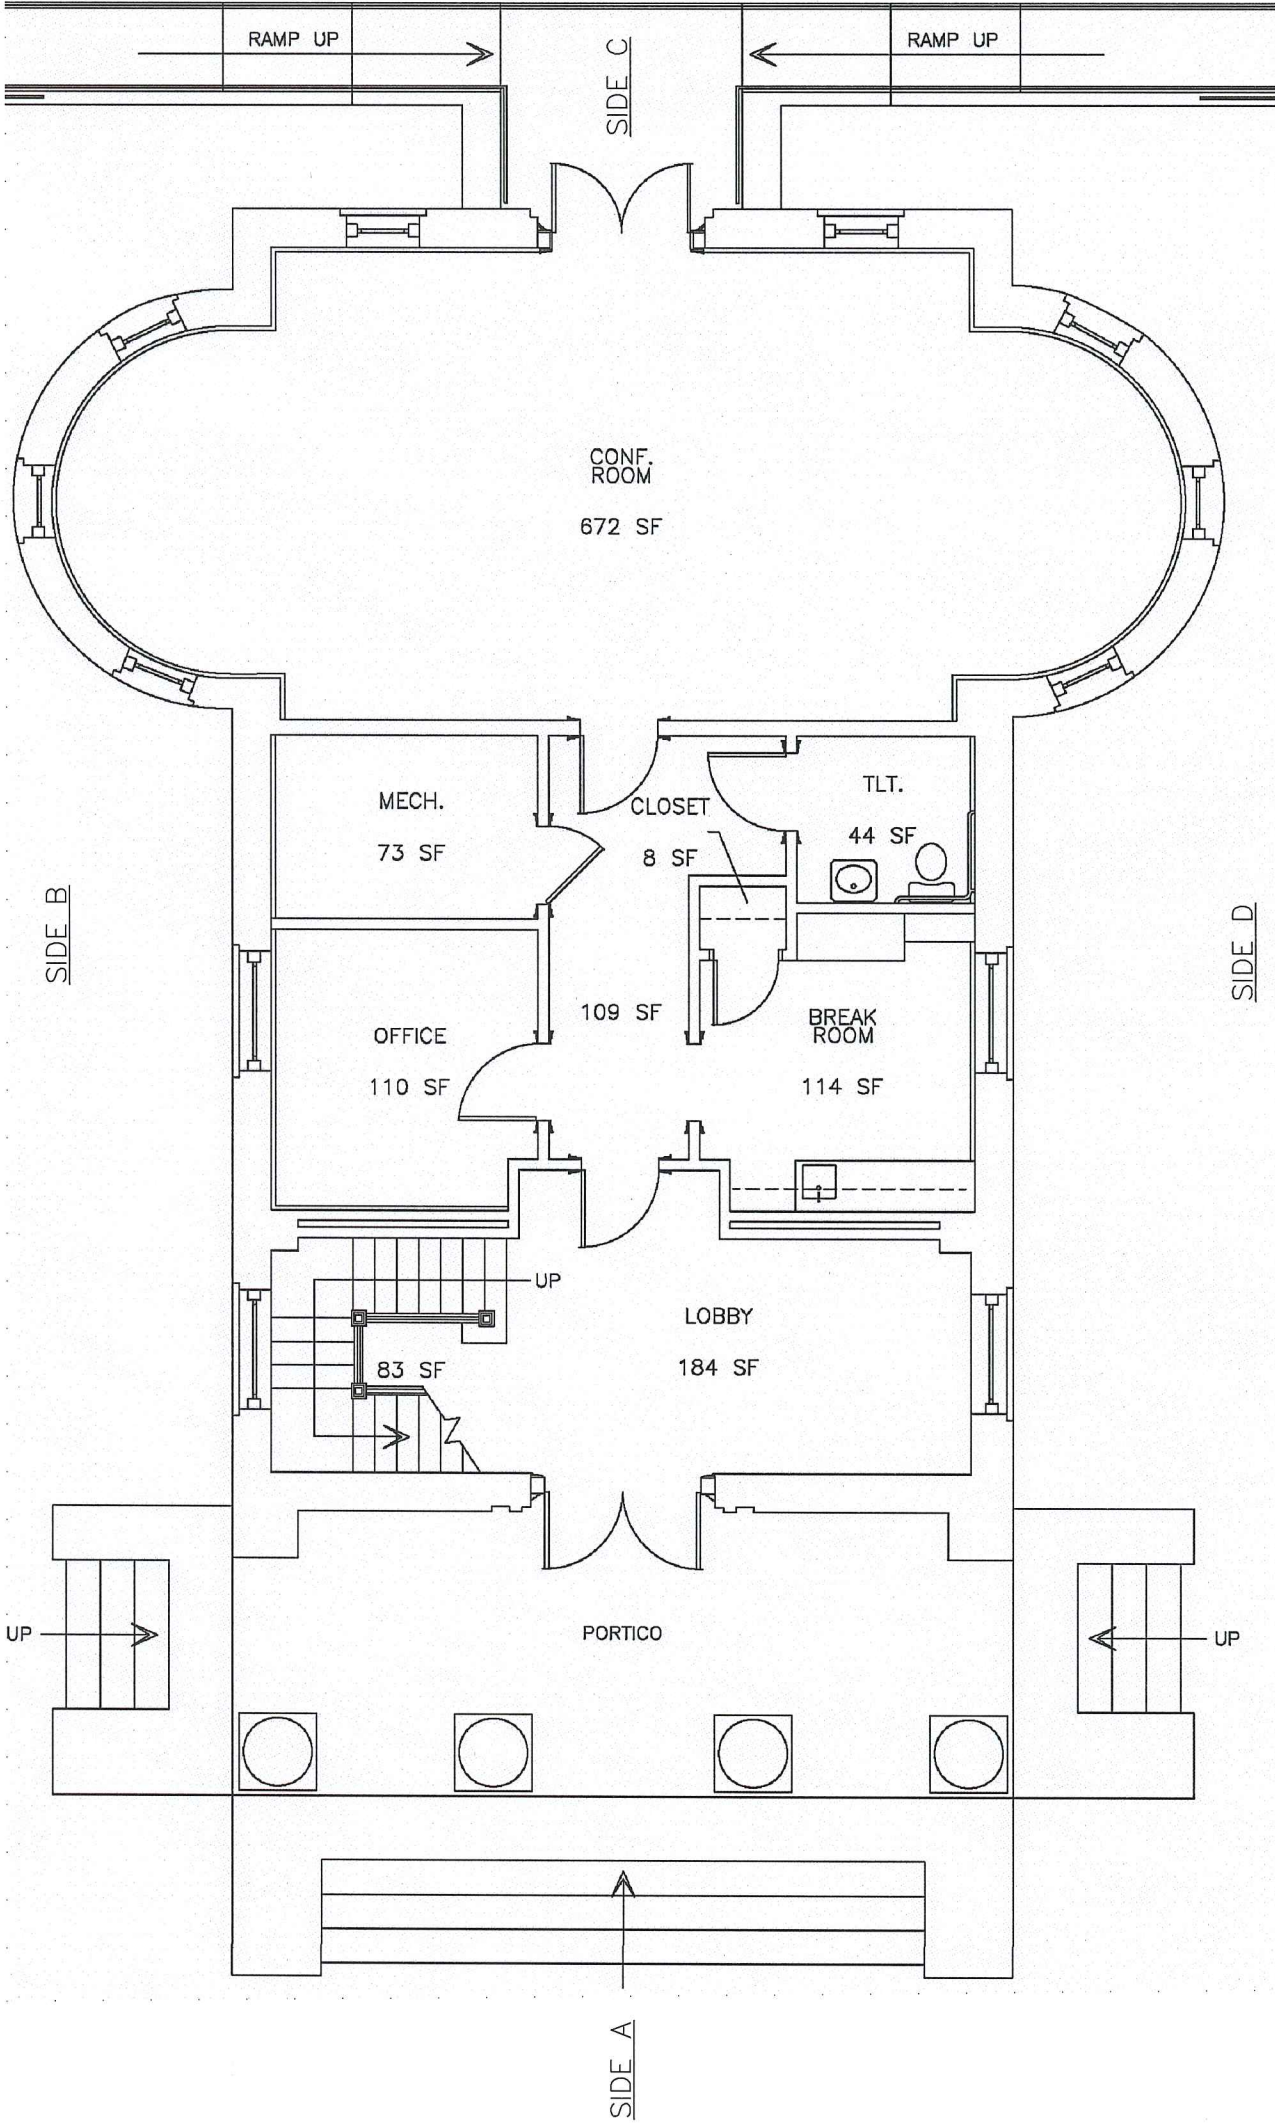 RAMP UP
RAMP UP
SIDE C
CONF.
ROOM
672 SF
MECH.
73 SF
CLOSET
8 SF
TLT.
44 SF
SIDE B
SIDE D
109 SF
OFFICE
110 SF
BREAK
ROOM
114 SF
UP
LOBBY
184 SF
83 SF
UP
PORTICO
UP
SIDE A